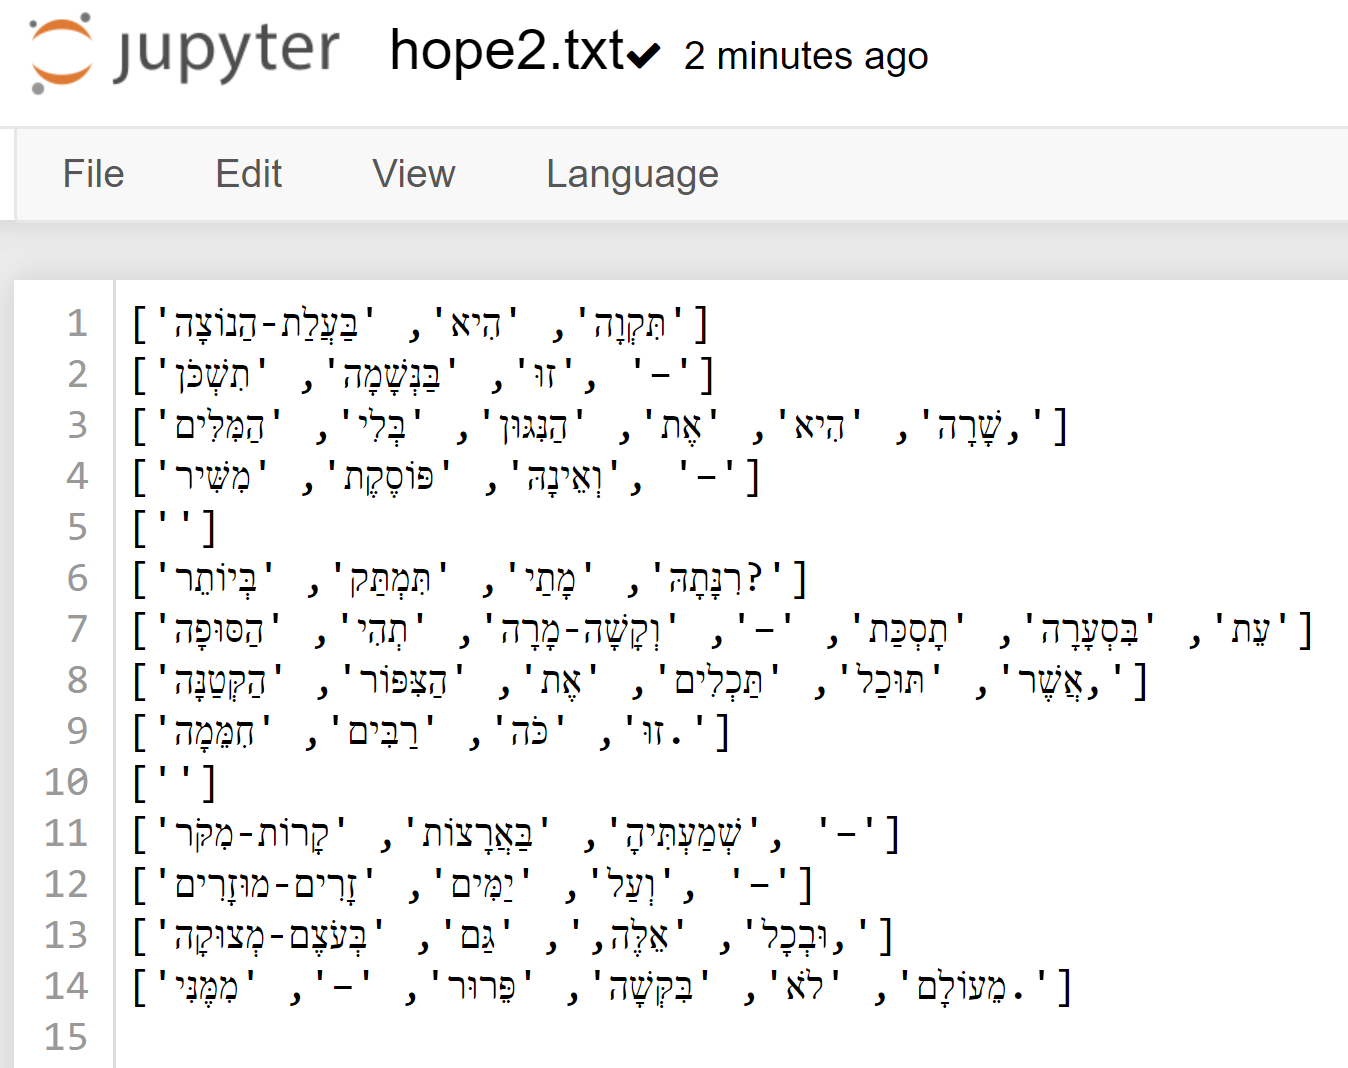 jupyter hope2.txt✔ 2 minutes ago
File Edit View Language
1 ['תִּקְוָה', 'הִיא', 'בַּעֲלַת-הַנוֹצָה']
2 ['זוּ', 'בַּנְּשָׁמָה', 'תִשְׁכֹּן', '–']
3 ['שָׁרָה', 'הִיא', 'אֶת', 'הַנִּגּוּן', 'בְּלִי', 'הַמִּלִּים,']
4 ['וְאֵינָהּ', 'פּוֹסֶקֶת', 'מִשִּׁיר', '–']
5 ['']
6 ['רִנָּתָהּ', 'מָתַי', 'תִּמְתַּק', 'בְּיוֹתֵר?']
7 ['עֵת', 'בִּסְעָרָה', 'תָסְכַּת', '–', 'וְקָשָׁה-מָרָה', 'תְהִי', 'הַסּוּפָה']
8 ['אֲשֶׁר', 'תּוּכַל', 'תַּכְלִים', 'אֶת', 'הַצִּפּוֹר', 'הַקְּטַנָּה,']
9 ['זוּ', 'כֹּה', 'רַבִּים', 'חִמֵּמָה.']
10 ['']
11 ['שְׁמַעְתִּיהָ', 'בַּאֲרָצוֹת', 'קָרוֹת-מִקֹּר', '–']
12 ['וְעַל', 'יַמִּים', 'זָרִים-מוּזָרִים', '–']
13 ['וּבְכָל', 'אֵלֶּה,', 'גַּם', 'בְּעֹצֶם-מְצוּקָה,']
14 ['מֵעוֹלָם', 'לֹא', 'בִּקְּשָׁה', 'פֵּרוּר', '–', 'מִמֶּנִּי.']
15